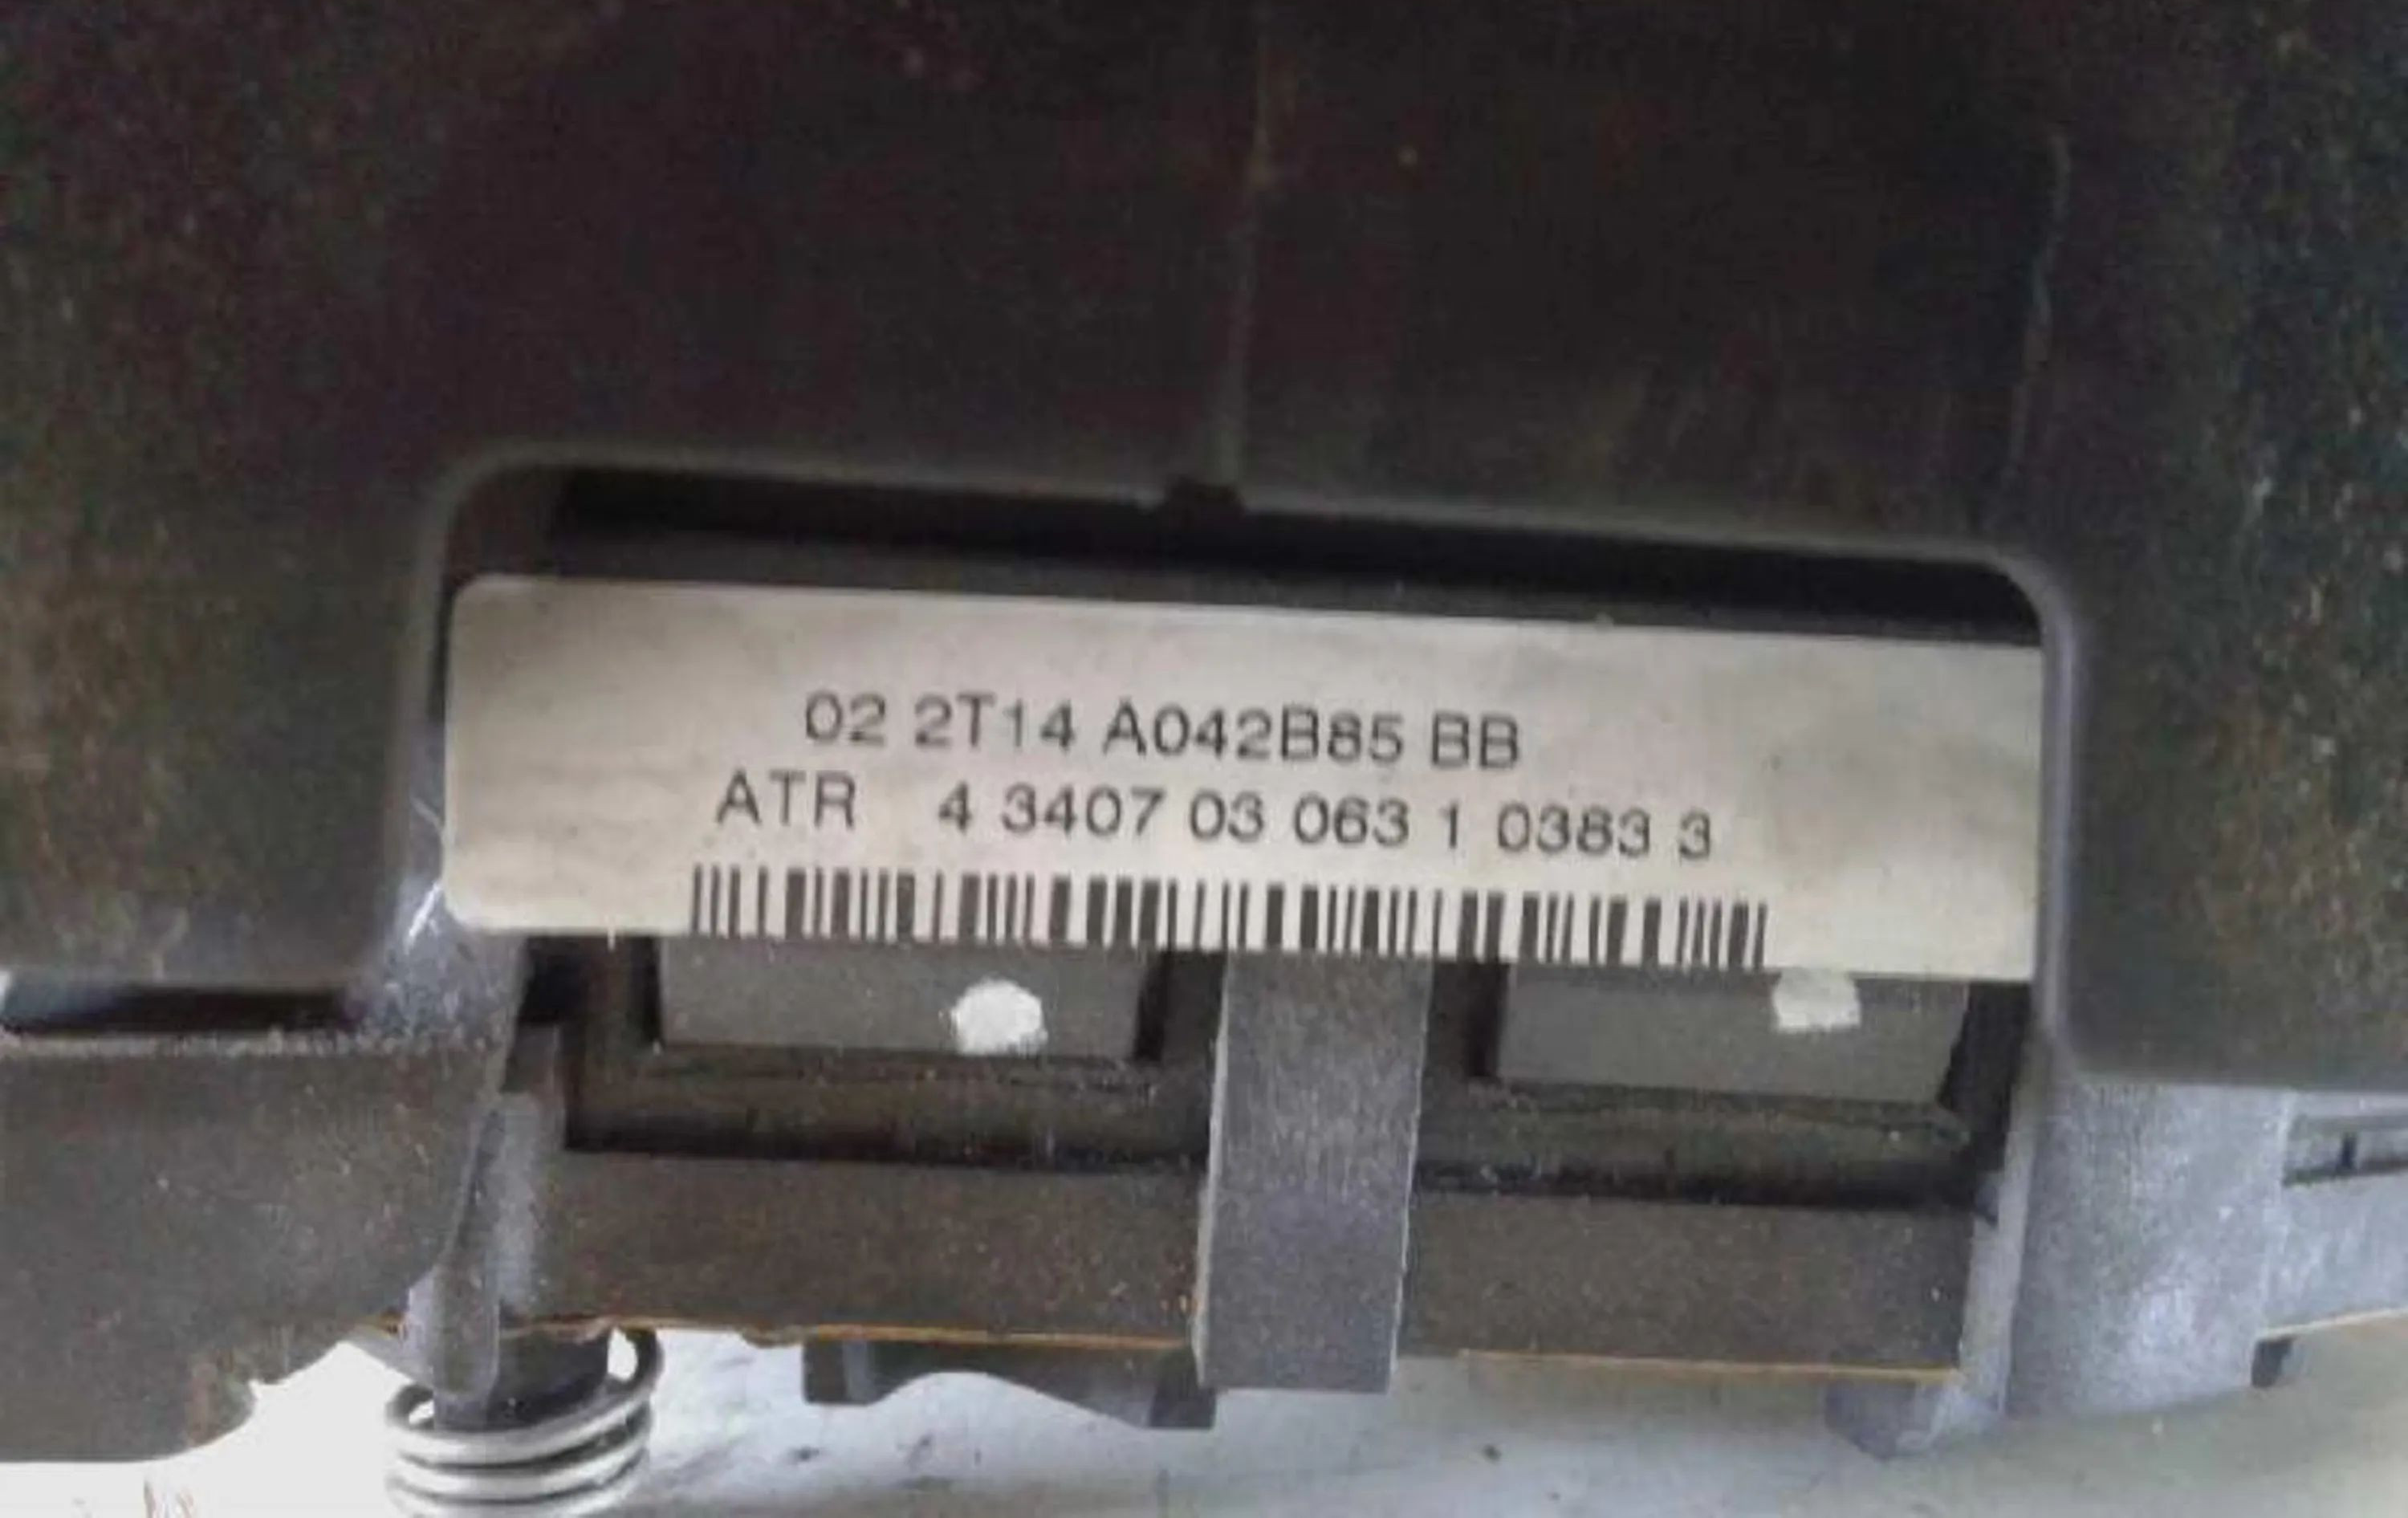 02 2T14 A042B85 BB
ATR 4 3407 03 063 1 0383 3